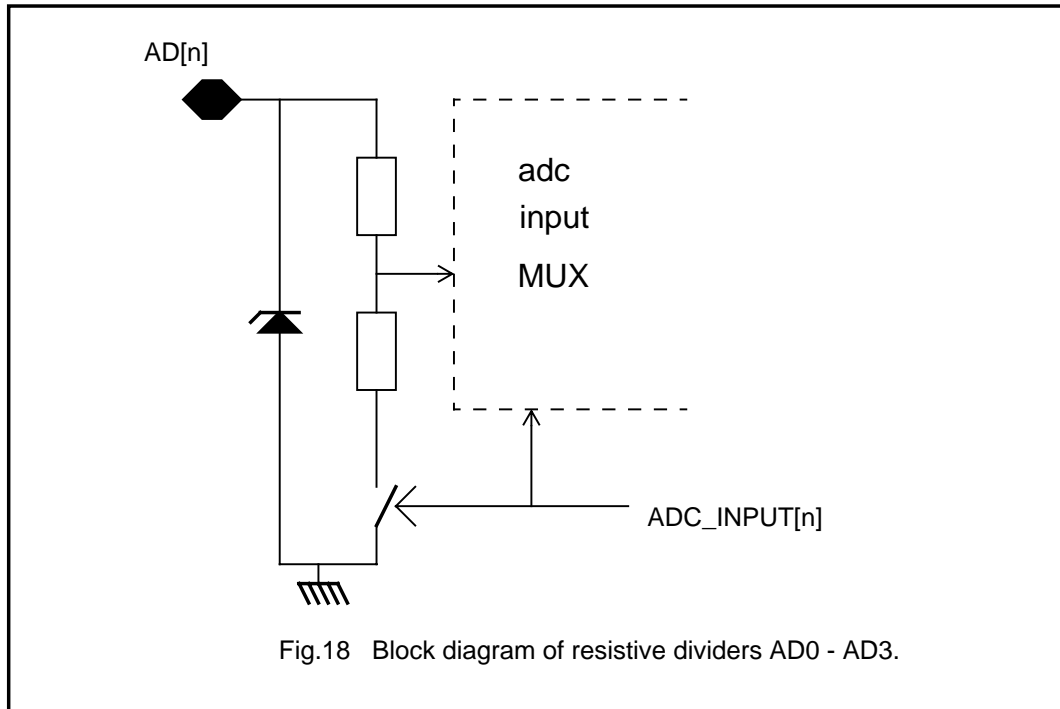 AD[n]
adc
input
MUX
ADC_INPUT[n]
Fig.18 Block diagram of resistive dividers AD0 - AD3.